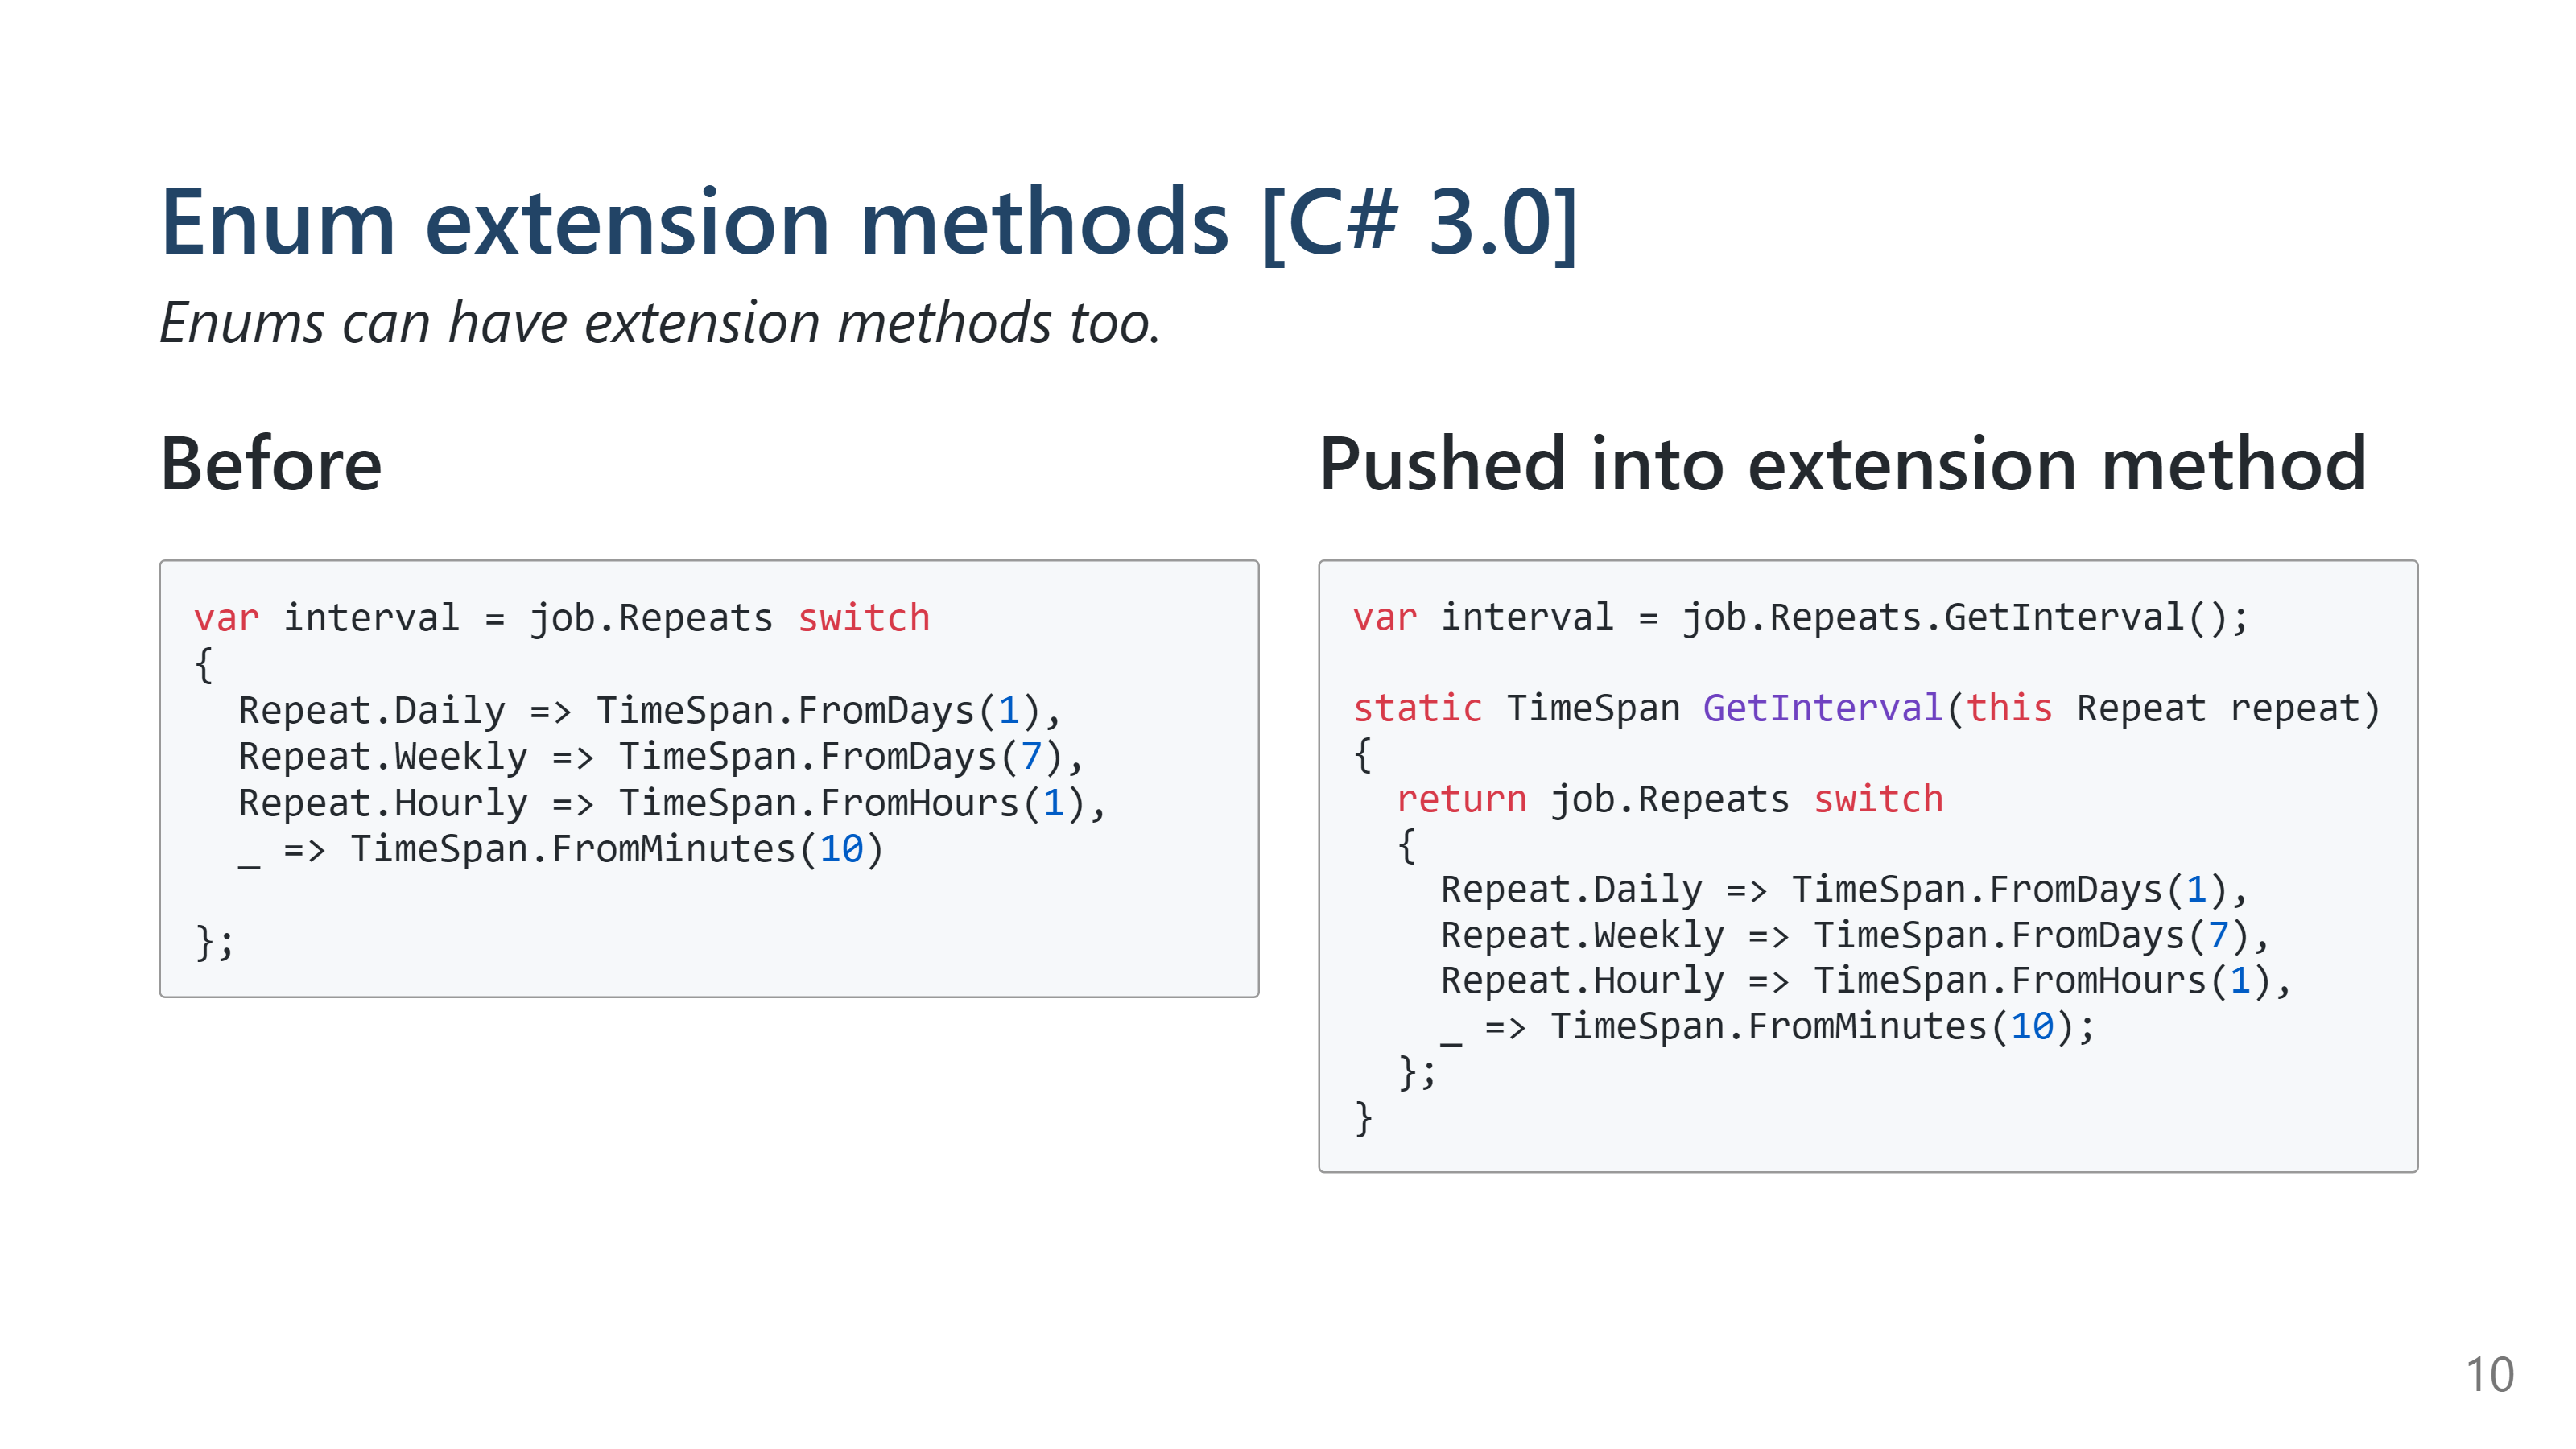 Enum extension methods [C# 3.0]
Enums can have extension methods too.
Before
var interval = job.Repeats switch
{
  Repeat.Daily => TimeSpan.FromDays(1),
  Repeat.Weekly => TimeSpan.FromDays(7),
  Repeat.Hourly => TimeSpan.FromHours(1),
  _ => TimeSpan.FromMinutes(10)
};
Pushed into extension method
var interval = job.Repeats.GetInterval();
static TimeSpan GetInterval(this Repeat repeat)
{
  return job.Repeats switch
  {
    Repeat.Daily => TimeSpan.FromDays(1),
    Repeat.Weekly => TimeSpan.FromDays(7),
    Repeat.Hourly => TimeSpan.FromHours(1),
    _ => TimeSpan.FromMinutes(10);
  };
}
10